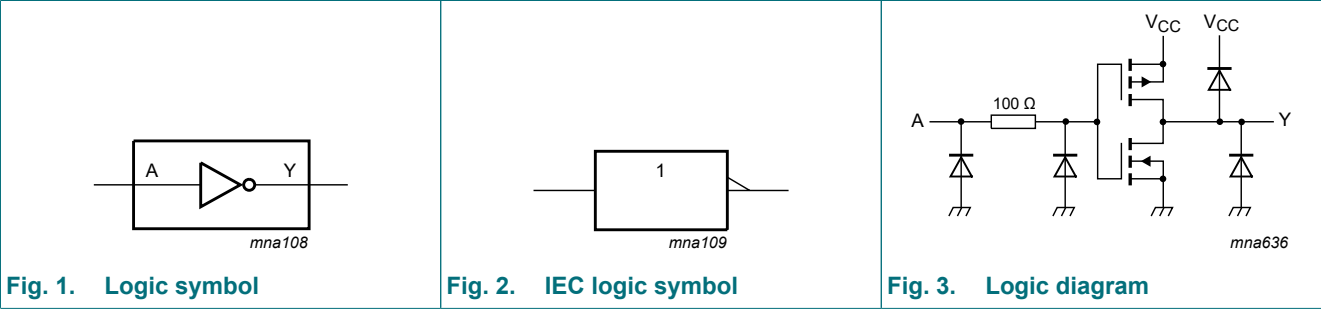 A Y
mna108
Fig. 1. Logic symbol
1
mna109
Fig. 2. IEC logic symbol
VCC VCC
100 Ω
A Y
mna636
Fig. 3. Logic diagram